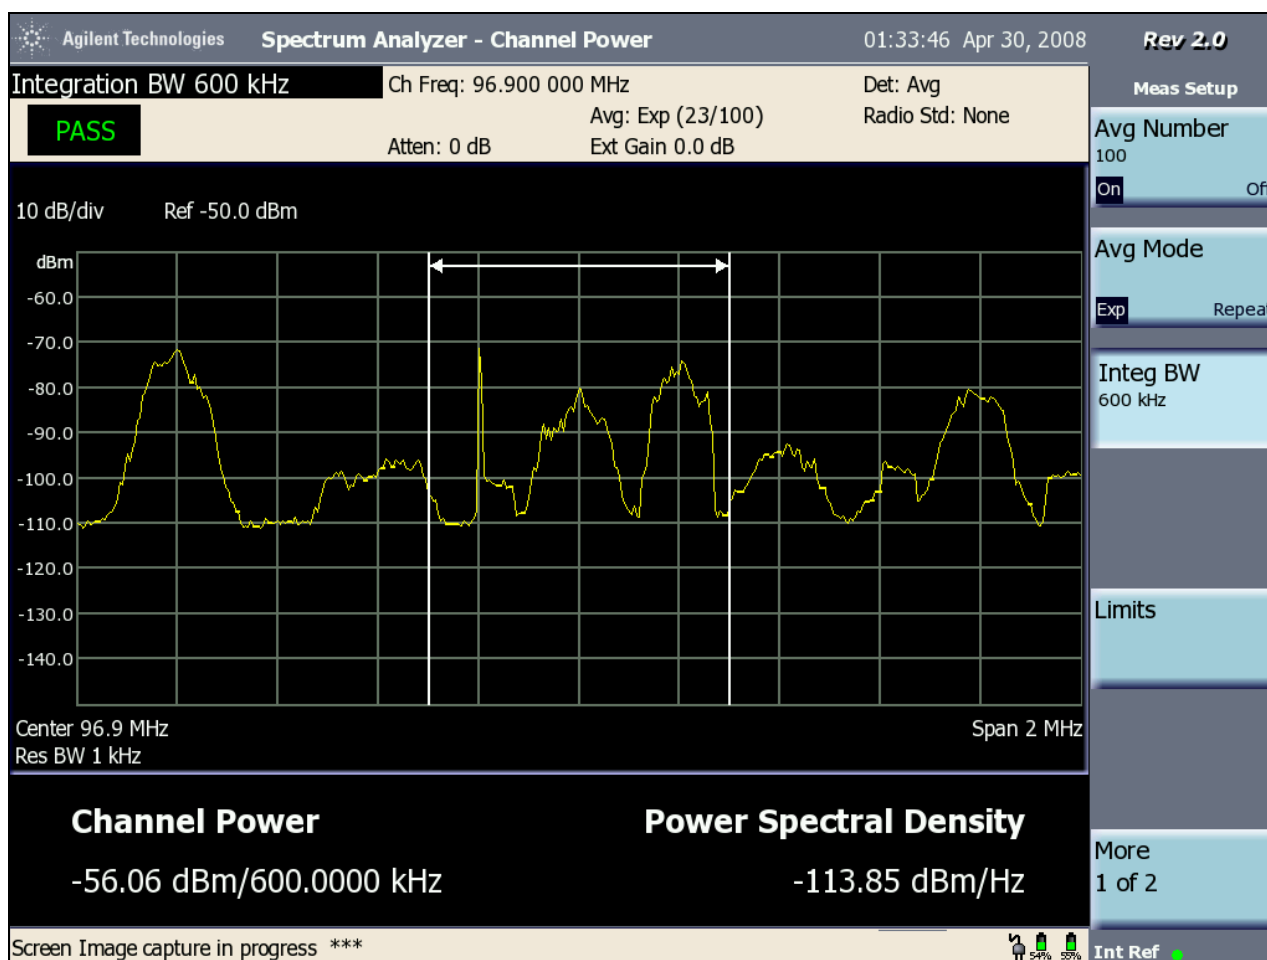 Agilent Technologies Spectrum Analyzer - Channel Power 01:33:46 Apr 30, 2008 Rev 2.0
Integration BW 600 kHz Ch Freq: 96.900 000 MHz Det: Avg
PASS Avg: Exp (23/100) Radio Std: None
Atten: 0 dB Ext Gain 0.0 dB
10 dB/div Ref -50.0 dBm
dBm
-60.0
-70.0
-80.0
-90.0
-100.0
-110.0
-120.0
-130.0
-140.0
Center 96.9 MHz Span 2 MHz
Res BW 1 kHz
Channel Power Power Spectral Density
-56.06 dBm/600.0000 kHz -113.85 dBm/Hz
Screen Image capture in progress *** 54% 55%
Meas Setup
Avg Number
100
On Off
Avg Mode
Exp Repeat
Integ BW
600 kHz
Limits
More
1 of 2
Int Ref